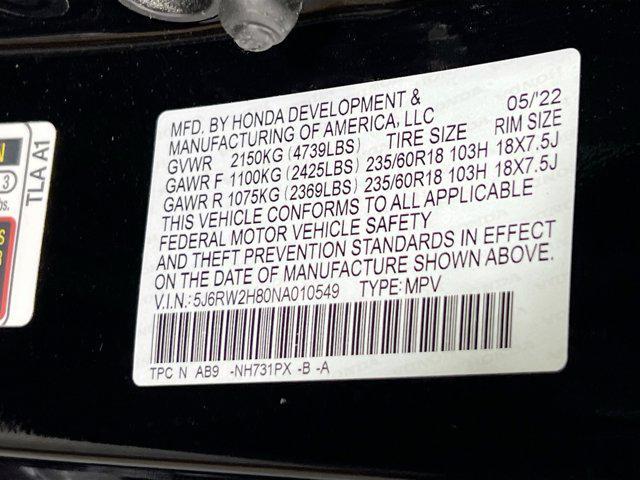 MFD. BY HONDA DEVELOPMENT & 05/'22
MANUFACTURING OF AMERICA, LLC
TIRE SIZE RIM SIZE
GVWR 2150KG (4739LBS)
GAWR F 1100KG (2425LBS) 235/60R18 103H 18X7.5J
GAWR R 1075KG (2369LBS) 235/60R18 103H 18X7.5J
THIS VEHICLE CONFORMS TO ALL APPLICABLE
FEDERAL MOTOR VEHICLE SAFETY
AND THEFT PREVENTION STANDARDS IN EFFECT
ON THE DATE OF MANUFACTURE SHOWN ABOVE.
V.I.N.:5J6RW2H80NA010549 TYPE:MPV
TPC N AB9 -NH731PX -B -A
TLA A1
N
3
bs.
S
B